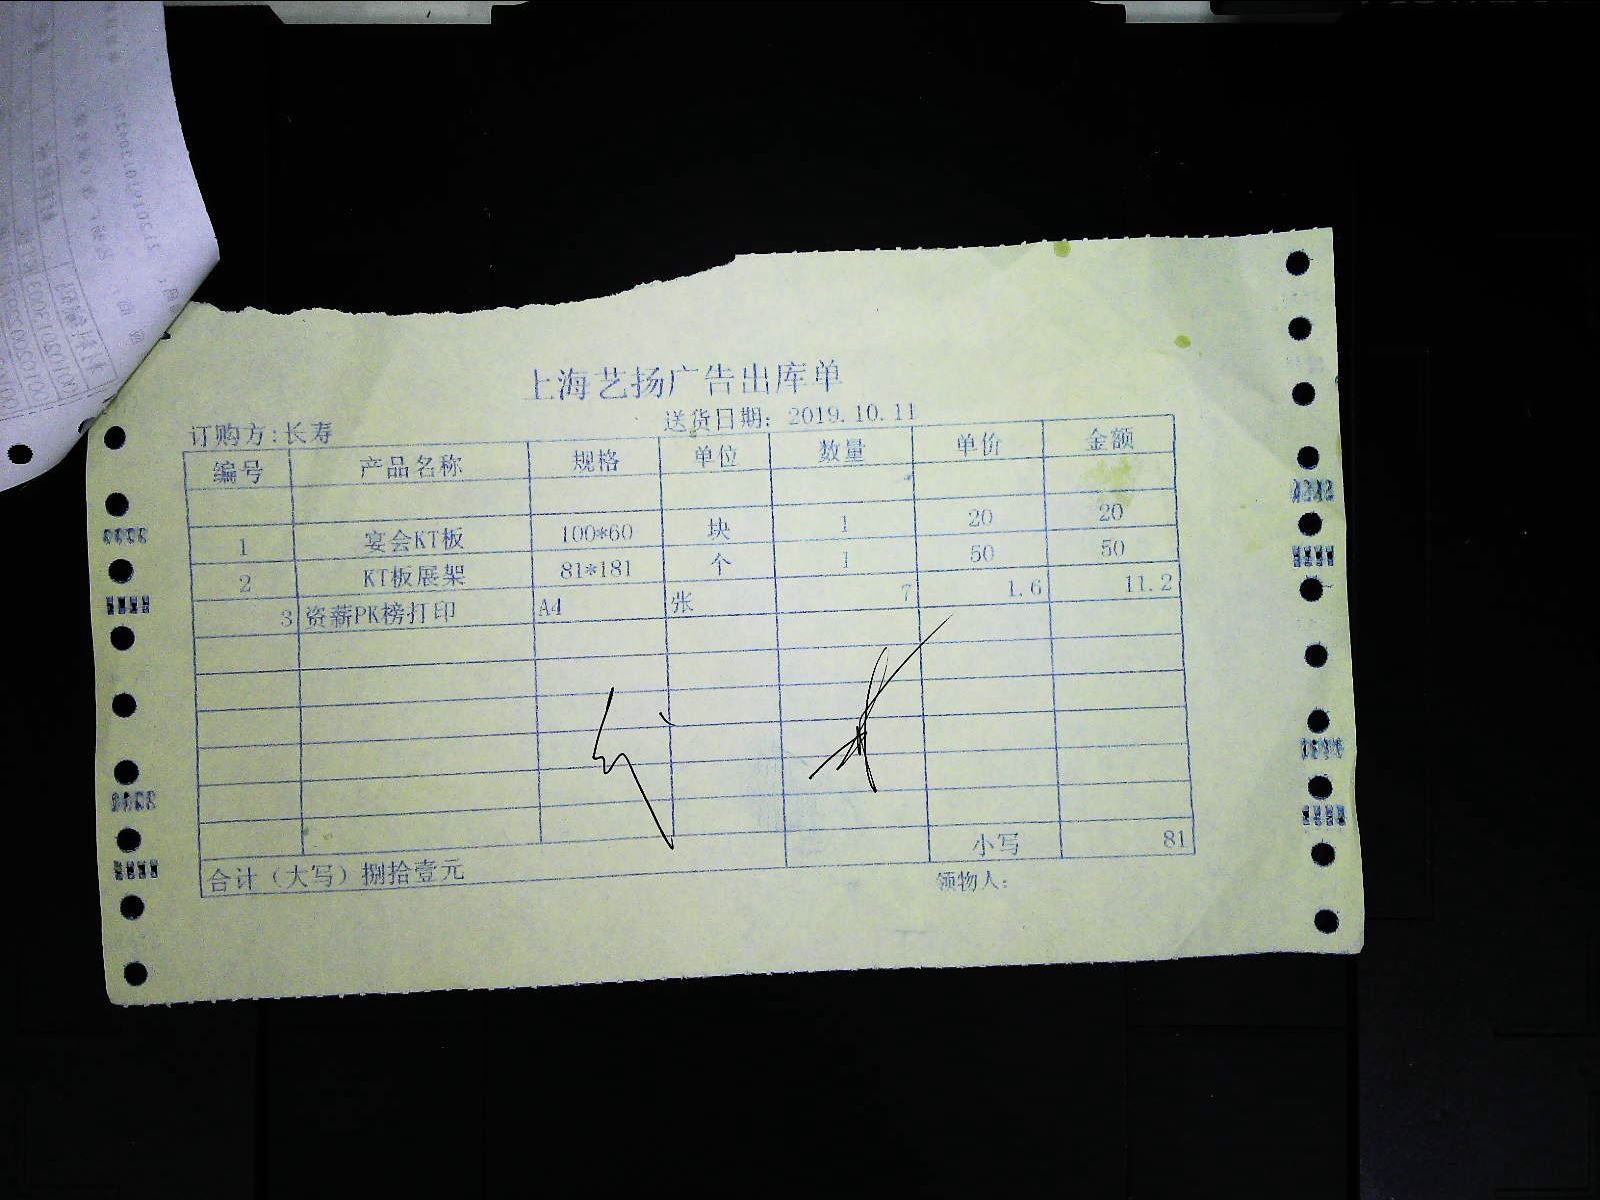 上海艺扬广告出库单
订购方:长寿 送货日期: 2019.10.11
编号 产品名称 规格 单位 数量 单价 金额
1 宴会KT板 100*60 块 1 20 20
2 KT板展架 81*181 个 1 50 50
3 资薪PK榜打印 A4 张 7 1.6 11.2
合计（大写）捌拾壹元 小写 81
领物人: